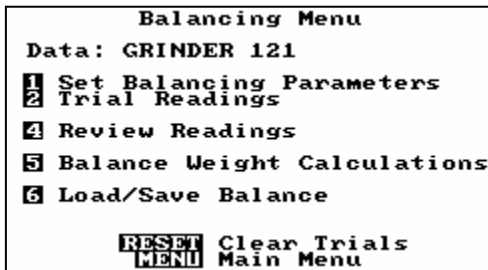 Balancing Menu
Data: GRINDER 121
1 Set Balancing Parameters
2 Trial Readings
4 Review Readings
5 Balance Weight Calculations
6 Load/Save Balance
RESET Clear Trials
MENU Main Menu